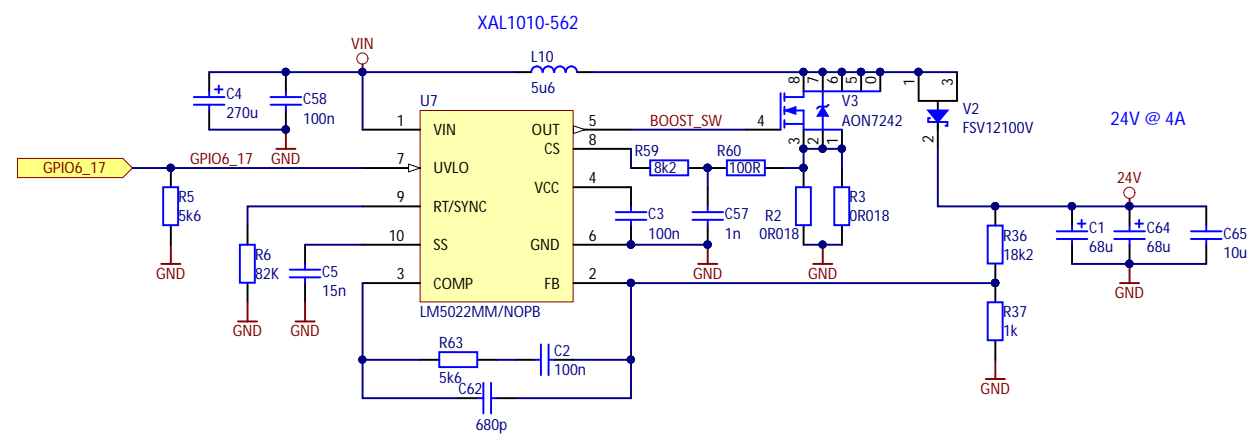 XAL1010-562
VIN
L10
5u6
C4
270u
C58
100n
GND
U7
1
VIN
OUT
5
BOOST_SW
4
8
7
6
5
0
V3
AON7242
3
2
1
1
3
V2
FSV12100V
2
24V @ 4A
GPIO6_17
GPIO6_17
7
UVLO
CS
8
R59
8k2
R60
100R
R5
5k6
GND
VCC
4
9
RT/SYNC
C3
100n
C57
1n
R2
0R018
R3
0R018
24V
R6
82K
GND
10
SS
GND
6
GND
GND
C5
15n
GND
3
COMP
FB
2
LM5022MM/NOPB
R36
18k2
C1
68u
C64
68u
C65
10u
GND
R37
1k
GND
R63
5k6
C2
100n
C62
680p